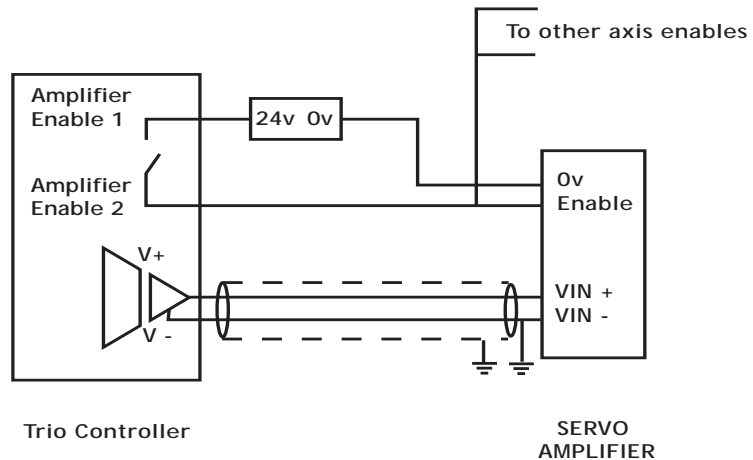 To other axis enables
Amplifier
Enable 1
24v 0v
Amplifier
Enable 2
0v
Enable
V+
V -
VIN +
VIN -
Trio Controller
SERVO
AMPLIFIER